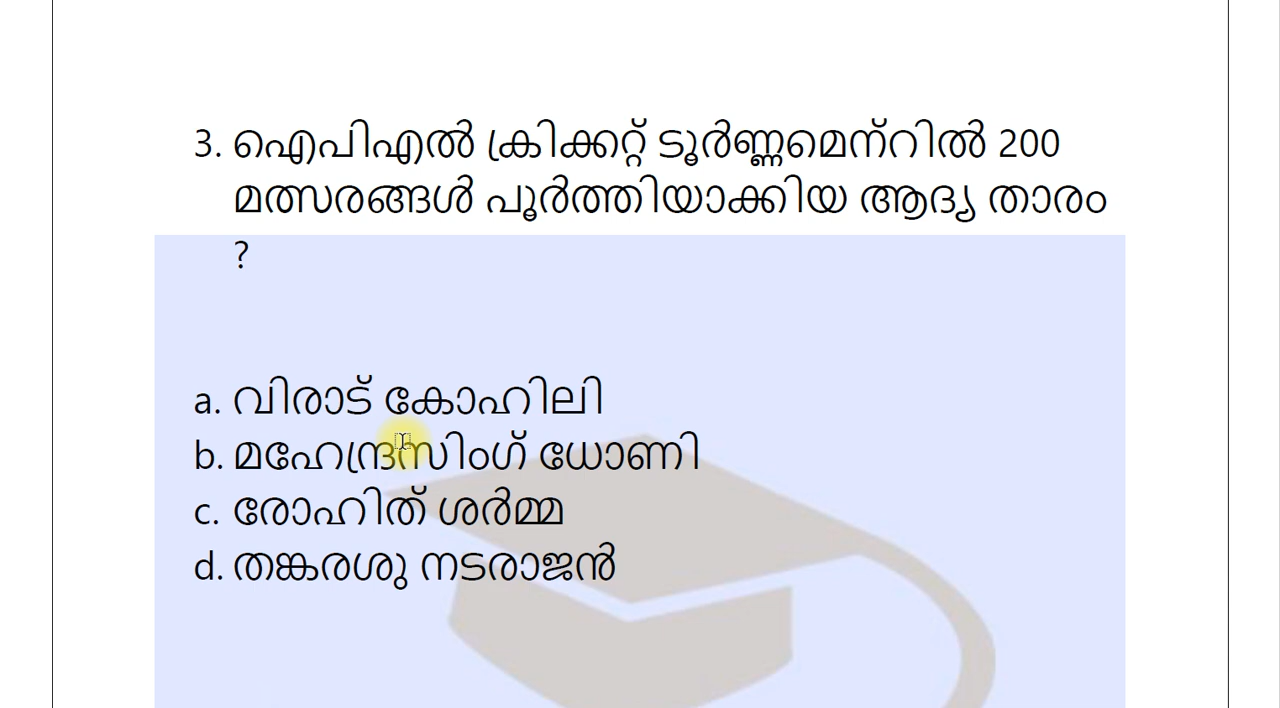 3. ഐപിഎൽ ക്രിക്കറ്റ് ടൂർണ്ണമെന്റിൽ 200
മത്സരങ്ങൾ പൂർത്തിയാക്കിയ ആദ്യ താരം
?
a. വിരാട് കോഹിലി
b. മഹേന്ദ്രസിംഗ് ധോണി
c. രോഹിത് ശർമ്മ
d. തങ്കരശു നടരാജൻ